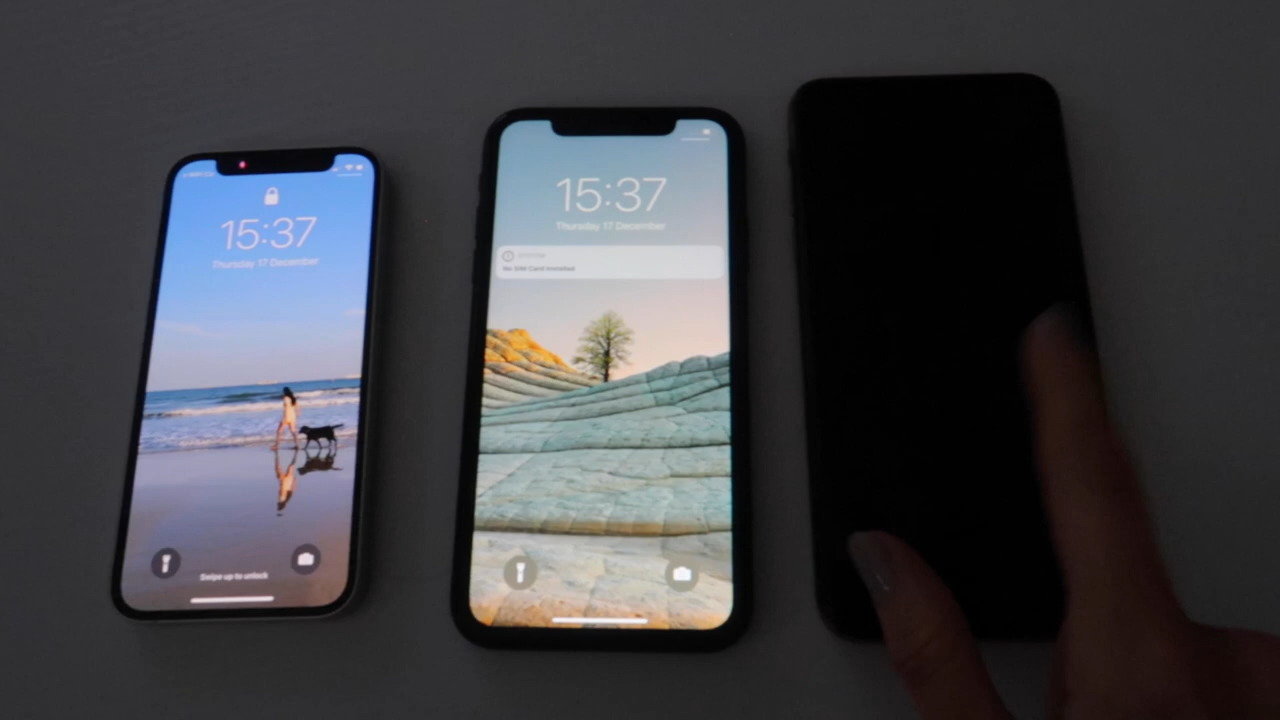 15:37
Thursday 17 December
Swipe up to unlock
15:37
Thursday 17 December
No SIM Card Installed